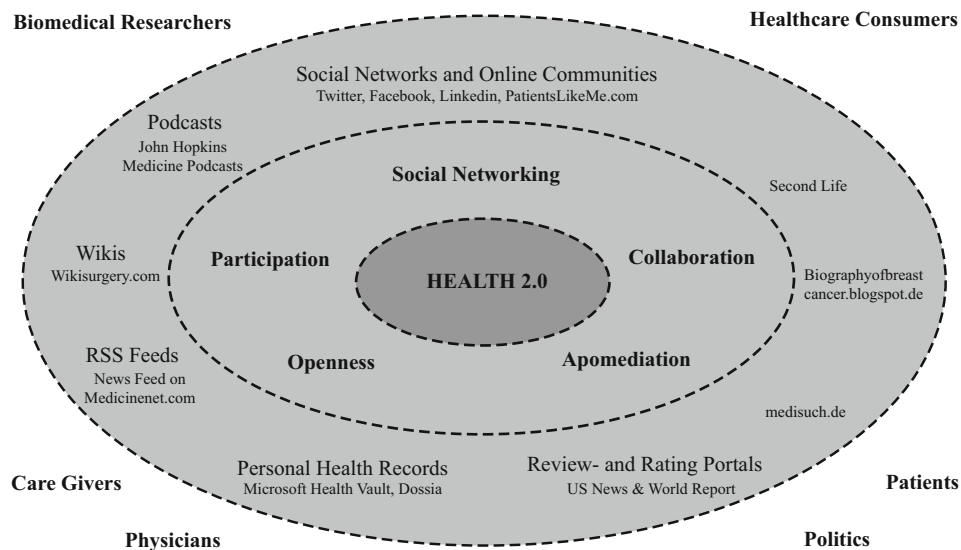 Biomedical Researchers
Healthcare Consumers
Social Networks and Online Communities
Twitter, Facebook, Linkedin, PatientsLikeMe.com
Podcasts
John Hopkins
Medicine Podcasts
Social Networking
Second Life
Wikis
Wikisurgery.com
Participation
Collaboration
HEALTH 2.0
Biographyofbreast
cancer.blogspot.de
RSS Feeds
News Feed on
Medicinenet.com
Openness
Apomediation
medisuch.de
Personal Health Records
Microsoft Health Vault, Dossia
Review- and Rating Portals
US News & World Report
Care Givers
Patients
Physicians
Politics